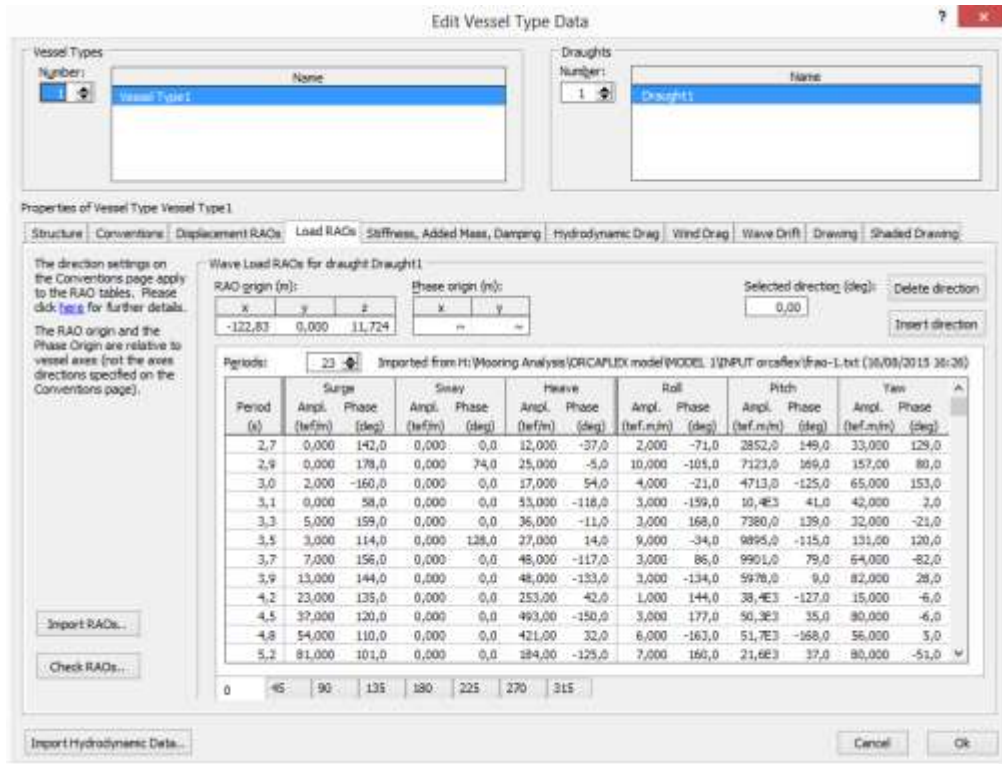 Edit Vessel Type Data
?
Vessel Types
Number:
Name
1
Vessel Type1
Draughts
Number:
Name
1
Draught1
Properties of Vessel Type Vessel Type1
Structure Conventions Displacement RAOs Load RAOs Stiffness, Added Mass, Damping Hydrodynamic Drag Wind Drag Wave Drift Drawing Shaded Drawing
The direction settings on
the Conventions page apply
to the RAO tables. Please
click here for further details.
The RAO origin and the
Phase Origin are relative to
vessel axes (not the axes
directions specified on the
Conventions page).
Import RAOs...
Check RAOs...
Wave Load RAOs for draught Draught1
RAO origin (m):
x y z
-122,83 0,000 11,724
Phase origin (m):
x y
~ ~
Selected direction (deg):
0,00
Delete direction
Insert direction
Periods: 23 Imported from H:\Mooring Analysis\ORCAFLEX model\MODEL 1\INPUT orcaflex\frao-1.txt (16/08/2015 16:26)
Surge Sway Heave Roll Pitch Yaw
Period Ampl. Phase Ampl. Phase Ampl. Phase Ampl. Phase Ampl. Phase Ampl. Phase
(s) (tef/m) (deg) (tef/m) (deg) (tef/m) (deg) (tef.m/m) (deg) (tef.m/m) (deg) (tef.m/m) (deg)
2,7 0,000 142,0 0,000 0,0 12,000 -37,0 2,000 -71,0 2852,0 149,0 33,000 129,0
2,9 0,000 178,0 0,000 74,0 25,000 -5,0 10,000 -105,0 7123,0 169,0 157,00 80,0
3,0 2,000 -160,0 0,000 0,0 17,000 54,0 4,000 -21,0 4713,0 -125,0 65,000 153,0
3,1 0,000 58,0 0,000 0,0 53,000 -118,0 3,000 -159,0 10,4E3 41,0 42,000 2,0
3,3 5,000 159,0 0,000 0,0 36,000 -11,0 3,000 168,0 7380,0 139,0 32,000 -21,0
3,5 3,000 114,0 0,000 128,0 27,000 14,0 9,000 -34,0 9895,0 -115,0 131,00 120,0
3,7 7,000 156,0 0,000 0,0 48,000 -117,0 3,000 86,0 9901,0 79,0 64,000 -82,0
3,9 13,000 144,0 0,000 0,0 48,000 -133,0 3,000 -134,0 5978,0 9,0 82,000 28,0
4,2 23,000 135,0 0,000 0,0 253,00 42,0 1,000 144,0 38,4E3 -127,0 15,000 -6,0
4,5 37,000 120,0 0,000 0,0 493,00 -150,0 3,000 177,0 50,3E3 35,0 80,000 -6,0
4,8 54,000 110,0 0,000 0,0 421,00 32,0 6,000 -163,0 51,7E3 -168,0 56,000 5,0
5,2 81,000 101,0 0,000 0,0 184,00 -125,0 7,000 160,0 21,6E3 37,0 80,000 -51,0
0 45 90 135 180 225 270 315
Import Hydrodynamic Data...
Cancel
Ok